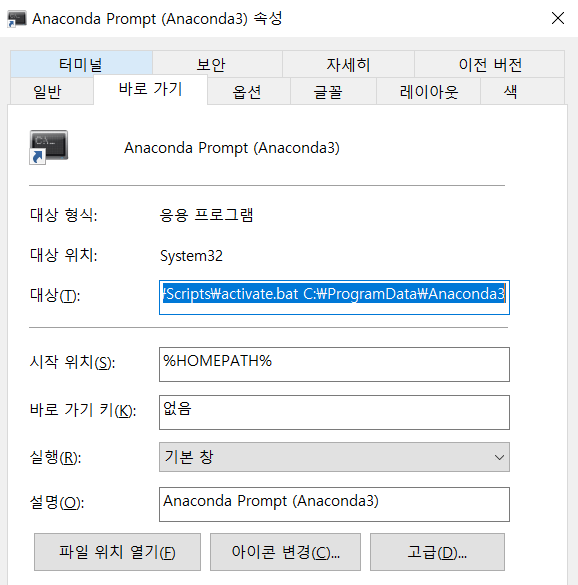 Anaconda Prompt (Anaconda3) 속성
터미널 보안 자세히 이전 버전
일반 바로 가기 옵션 글꼴 레이아웃 색
C:\...
Anaconda Prompt (Anaconda3)
대상 형식: 응용 프로그램
대상 위치: System32
대상(T): \Scripts\activate.bat C:\ProgramData\Anaconda3
시작 위치(S): %HOMEPATH%
바로 가기 키(K): 없음
실행(R): 기본 창
설명(O): Anaconda Prompt (Anaconda3)
파일 위치 열기(F) 아이콘 변경(C)... 고급(D)...